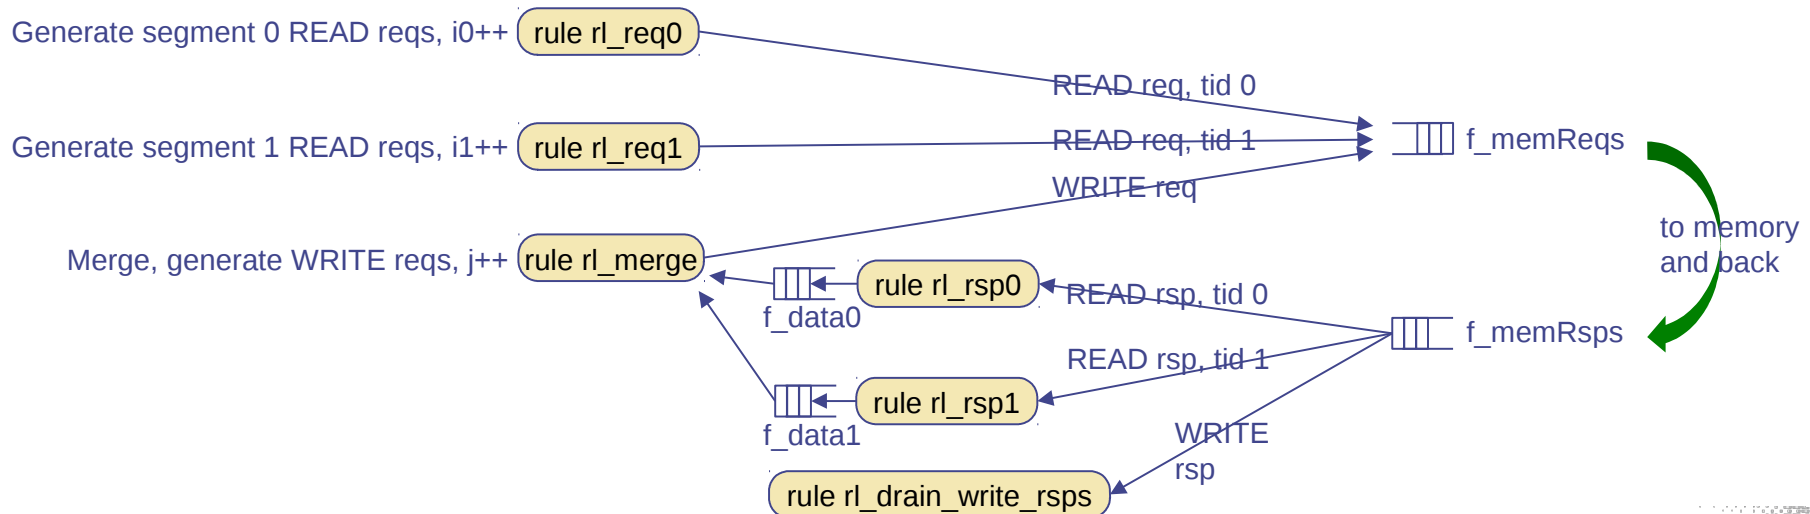 Generate segment 0 READ reqs, i0++
rule rl_req0
READ req, tid 0
Generate segment 1 READ reqs, i1++
rule rl_req1
READ req, tid 1
f_memReqs
WRITE req
Merge, generate WRITE reqs, j++
rule rl_merge
to memory
and back
rule rl_rsp0
READ rsp, tid 0
f_data0
f_memRsps
READ rsp, tid 1
rule rl_rsp1
f_data1
WRITE
rsp
rule rl_drain_write_rsps